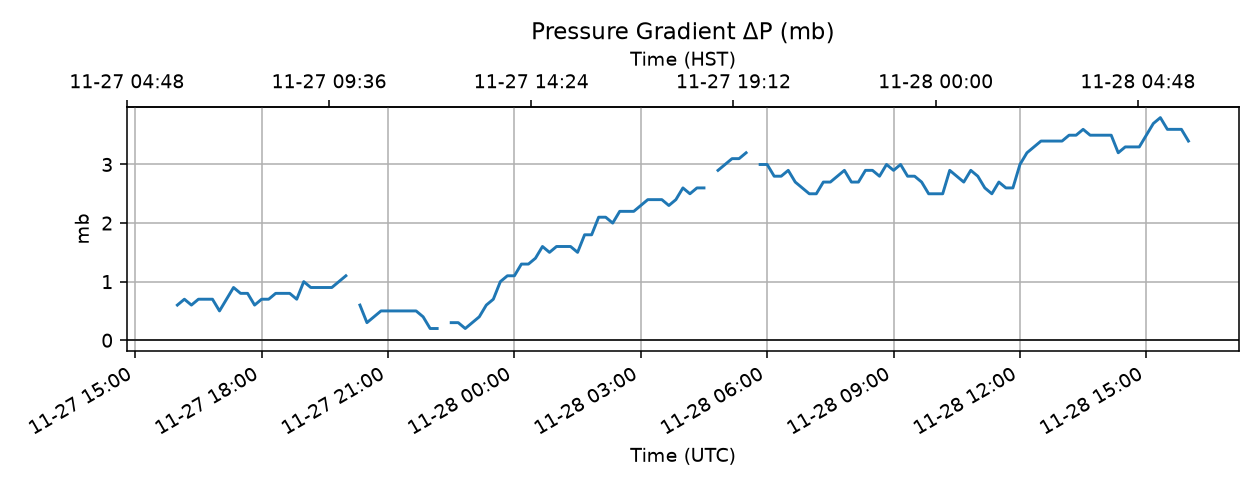 Pressure Gradient ΔP (mb)
Time (HST)
11-27 04:48 11-27 09:36 11-27 14:24 11-27 19:12 11-28 00:00 11-28 04:48
3
2
1
0
mb
11-27 15:00 11-27 18:00 11-27 21:00 11-28 00:00 11-28 03:00 11-28 06:00 11-28 09:00 11-28 12:00 11-28 15:00
Time (UTC)